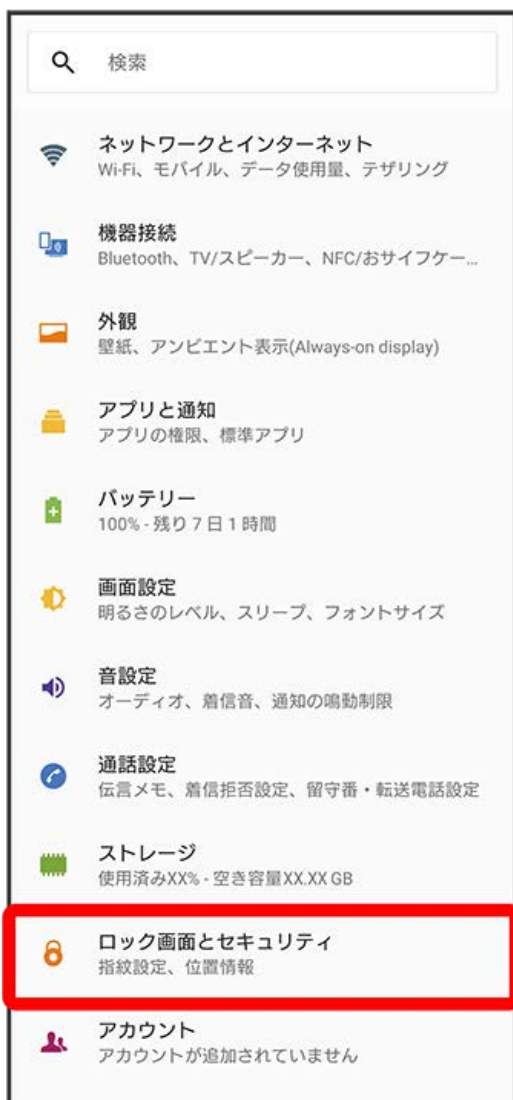 検索
ネットワークとインターネット
Wi-Fi、モバイル、データ使用量、テザリング
機器接続
Bluetooth、TV/スピーカー、NFC/おサイフケー...
外観
壁紙、アンビエント表示(Always-on display)
アプリと通知
アプリの権限、標準アプリ
バッテリー
100% - 残り 7 日 1 時間
画面設定
明るさのレベル、スリープ、フォントサイズ
音設定
オーディオ、着信音、通知の鳴動制限
通話設定
伝言メモ、着信拒否設定、留守番・転送電話設定
ストレージ
使用済みXX% - 空き容量XX.XX GB
ロック画面とセキュリティ
指紋設定、位置情報
アカウント
アカウントが追加されていません